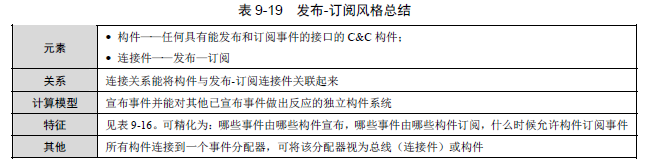 表 9-19 发布-订阅风格总结
元素
• 构件——任何具有能发布和订阅事件的接口的 C&C 构件；
• 连接件——发布—订阅
关系
连接关系能将构件与发布-订阅连接件关联起来
计算模型
宣布事件并能对其他已宣布事件做出反应的独立构件系统
特征
见表 9-16。可精化为：哪些事件由哪些构件宣布，哪些事件由哪些构件订阅，什么时候允许构件订阅事件
其他
所有构件连接到一个事件分配器，可将该分配器视为总线（连接件）或构件